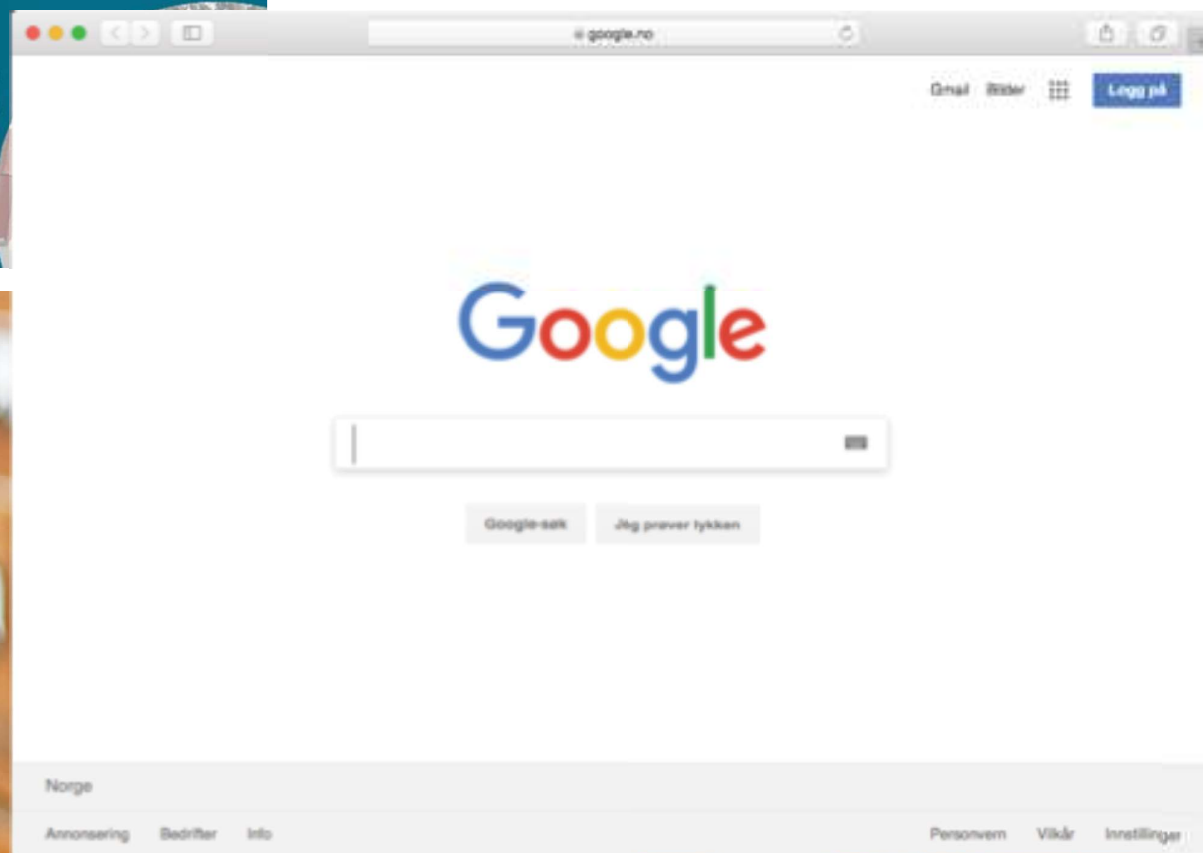 google.no
Gmail Bilder
Logg på
Google
Google-søk Jeg prøver lykken
Norge
Annonsering Bedrifter Info
Personvern Vilkår Innstillinger